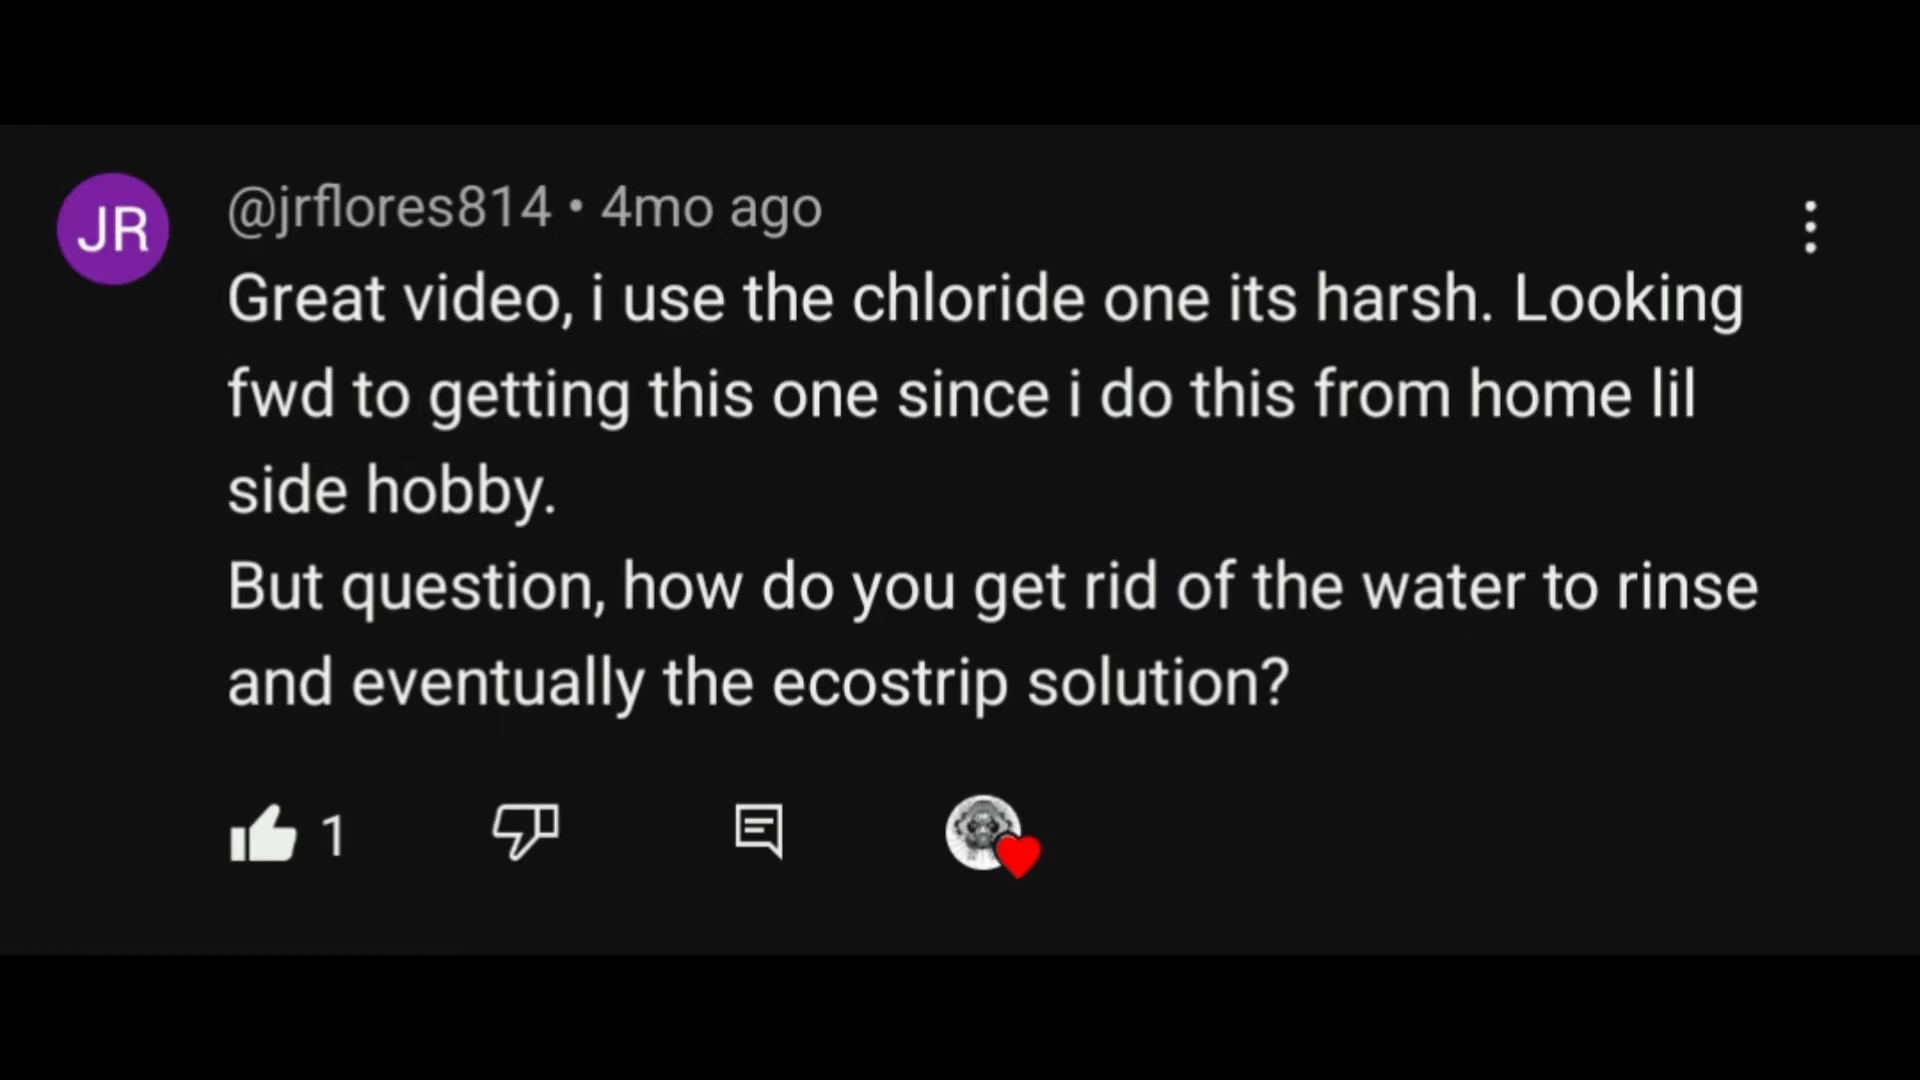 JR
@jrflores814 • 4mo ago
Great video, i use the chloride one its harsh. Looking
fwd to getting this one since i do this from home lil
side hobby.
But question, how do you get rid of the water to rinse
and eventually the ecostrip solution?
1